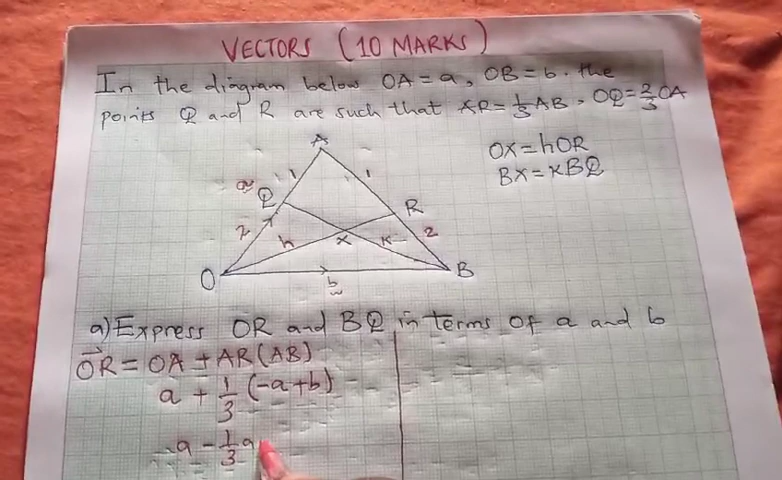 VECTORS (10 MARKS)
In the diagram below OA = a, OB = b. the
points Q and R are such that AR = 1/3 AB, OQ = 2/3 OA
OX = hOR
BX = KBQ
A
1
1
a
Q
R
2
h
X
K
2
O
b
B
a) Express OR and BQ in terms of a and b
OR = OA + AR(AB)
a + 1/3 (-a+b)
a - 1/3 a